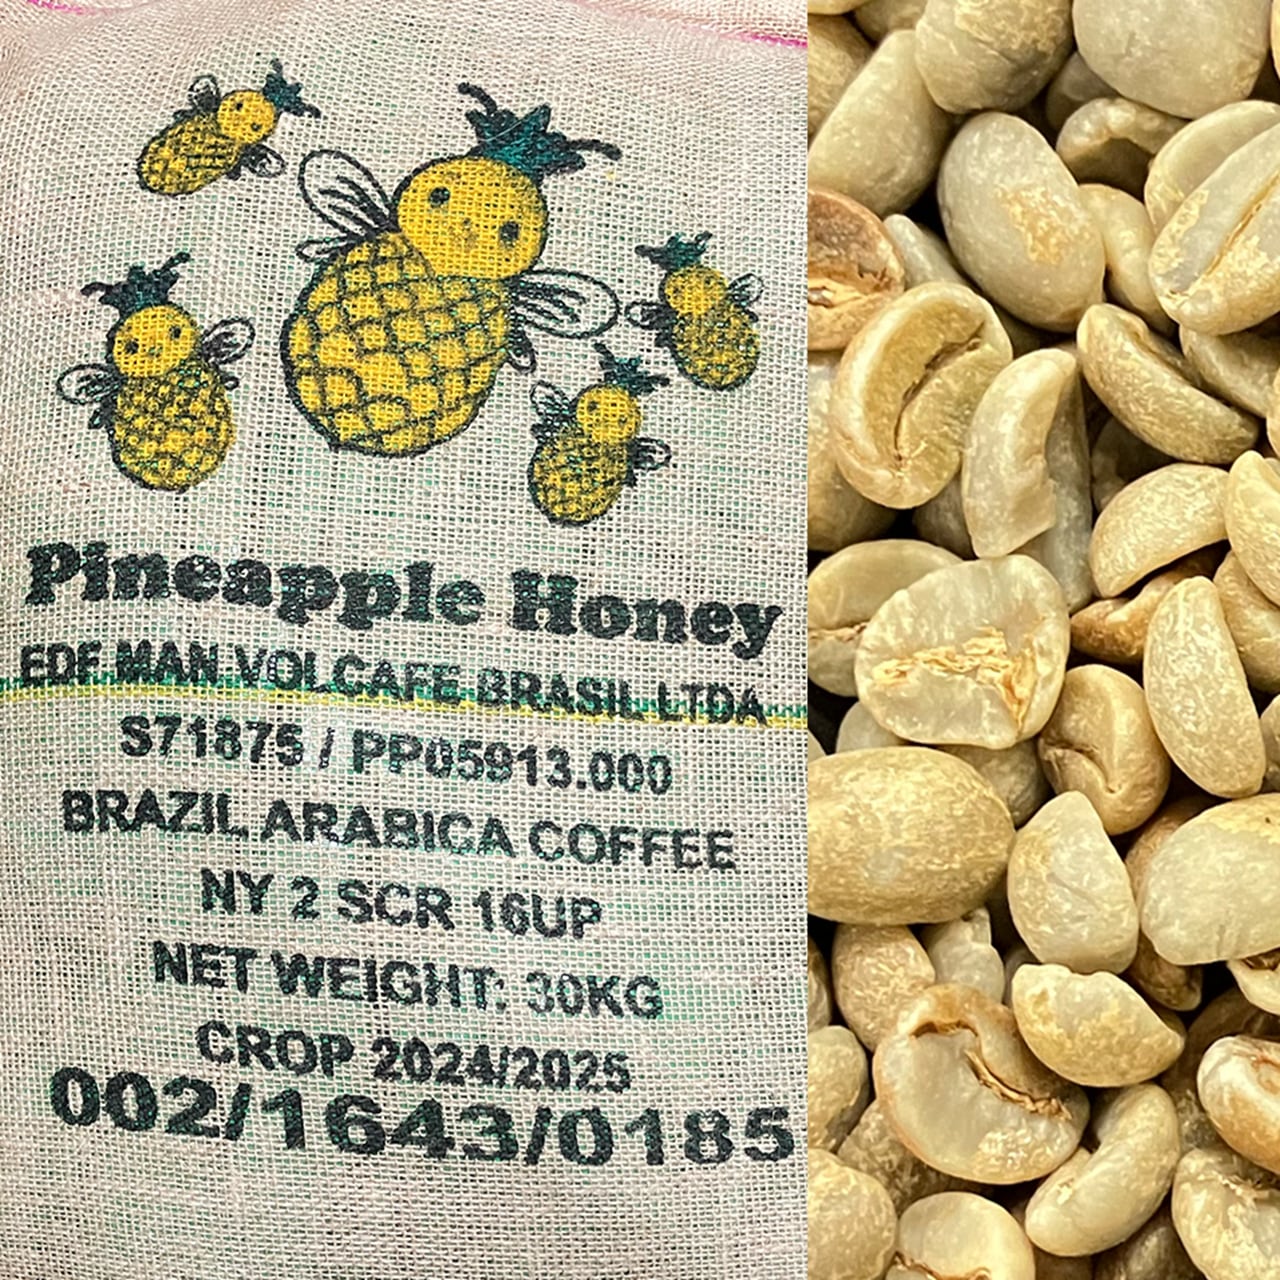 Pineapple Honey
EDF MAN VOLCAFE BRASIL LTDA
S71875 / PP05913.000
BRAZIL ARABICA COFFEE
NY 2 SCR 16UP
NET WEIGHT: 30KG
CROP 2024/2025
002/1643/0185